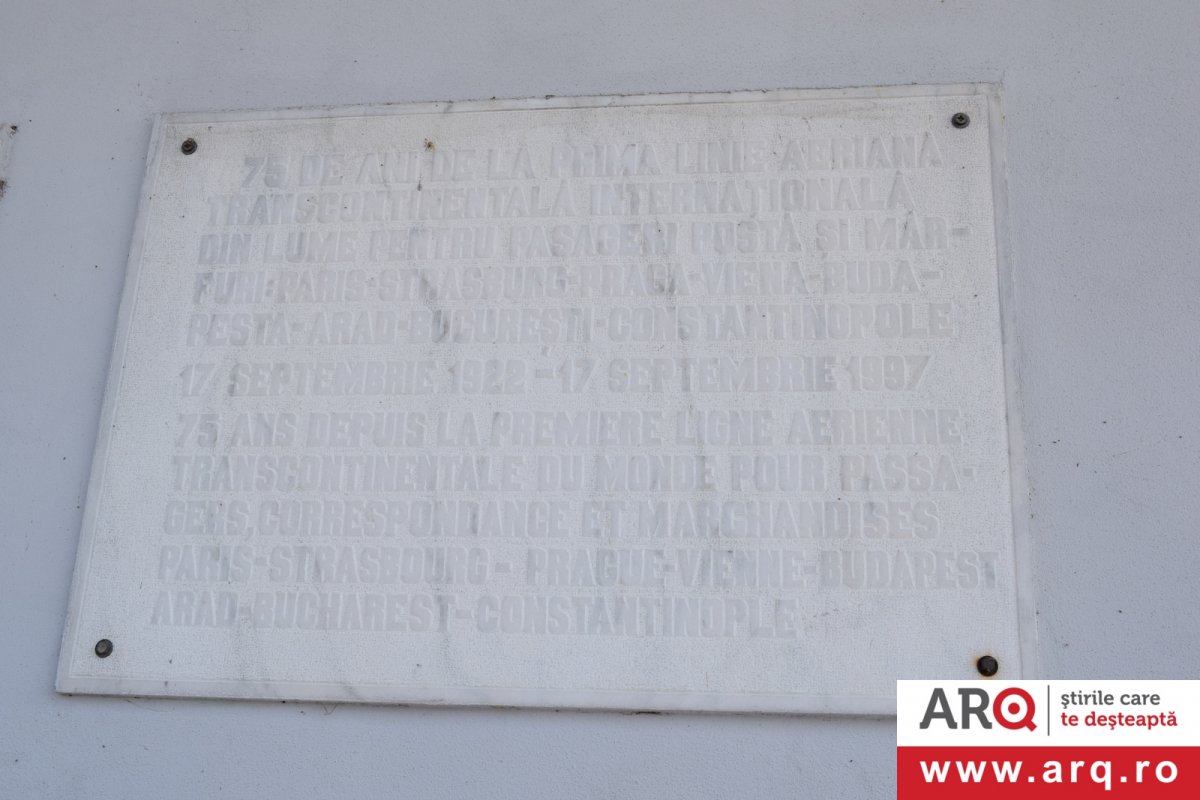 75 DE ANI DE LA PRIMA LINIE AERIANĂ
TRANSCONTINENTALĂ INTERNAȚIONALĂ
DIN LUME PENTRU PASAGERI POȘTĂ SI MĂR-
FURI:PARIS-STRASBURG-PRAGA-VIENA-BUDA-
PESTA-ARAD-BUCUREȘTI-CONSTANTINOPOLE
17 SEPTEMBRIE 1922-17 SEPTEMBRIE 1997
75 ANS DEPUIS LA PREMIERE LIGNE AERIENNE
TRANSCONTINENTALE DU MONDE POUR PASSA-
GERS,CORRESPONDANCE ET MARCHANDISES
PARIS-STRASBOURG-PRAGUE-VIENNE-BUDAPEST
ARAD-BUCHAREST-CONSTANTINOPLE
ARQ știrile care
te deșteaptă
www.arq.ro